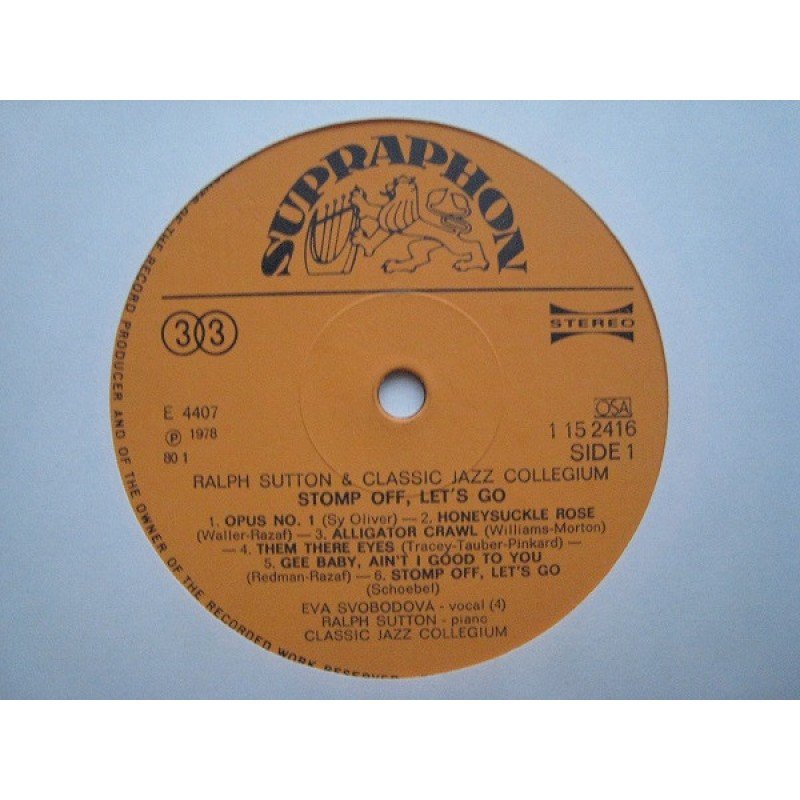 SUPRAPHON
33
STEREO
E 4407
Ⓟ 1978
80 1
OSA
1 15 2416
SIDE 1
RALPH SUTTON & CLASSIC JAZZ COLLEGIUM
STOMP OFF, LET'S GO
1. OPUS NO. 1 (Sy Oliver) — 2. HONEYSUCKLE ROSE
(Waller-Razaf) — 3. ALLIGATOR CRAWL (Williams-Morton)
— 4. THEM THERE EYES (Tracey-Tauber-Pinkard) —
5. GEE BABY, AIN'T I GOOD TO YOU
(Redman-Razaf) — 6. STOMP OFF, LET'S GO
(Schoebel)
EVA SVOBODOVÁ - vocal (4)
RALPH SUTTON - piano
CLASSIC JAZZ COLLEGIUM
OF THE RECORD PRODUCER AND OF THE OWNER OF THE RECORDED WORK RESERVED